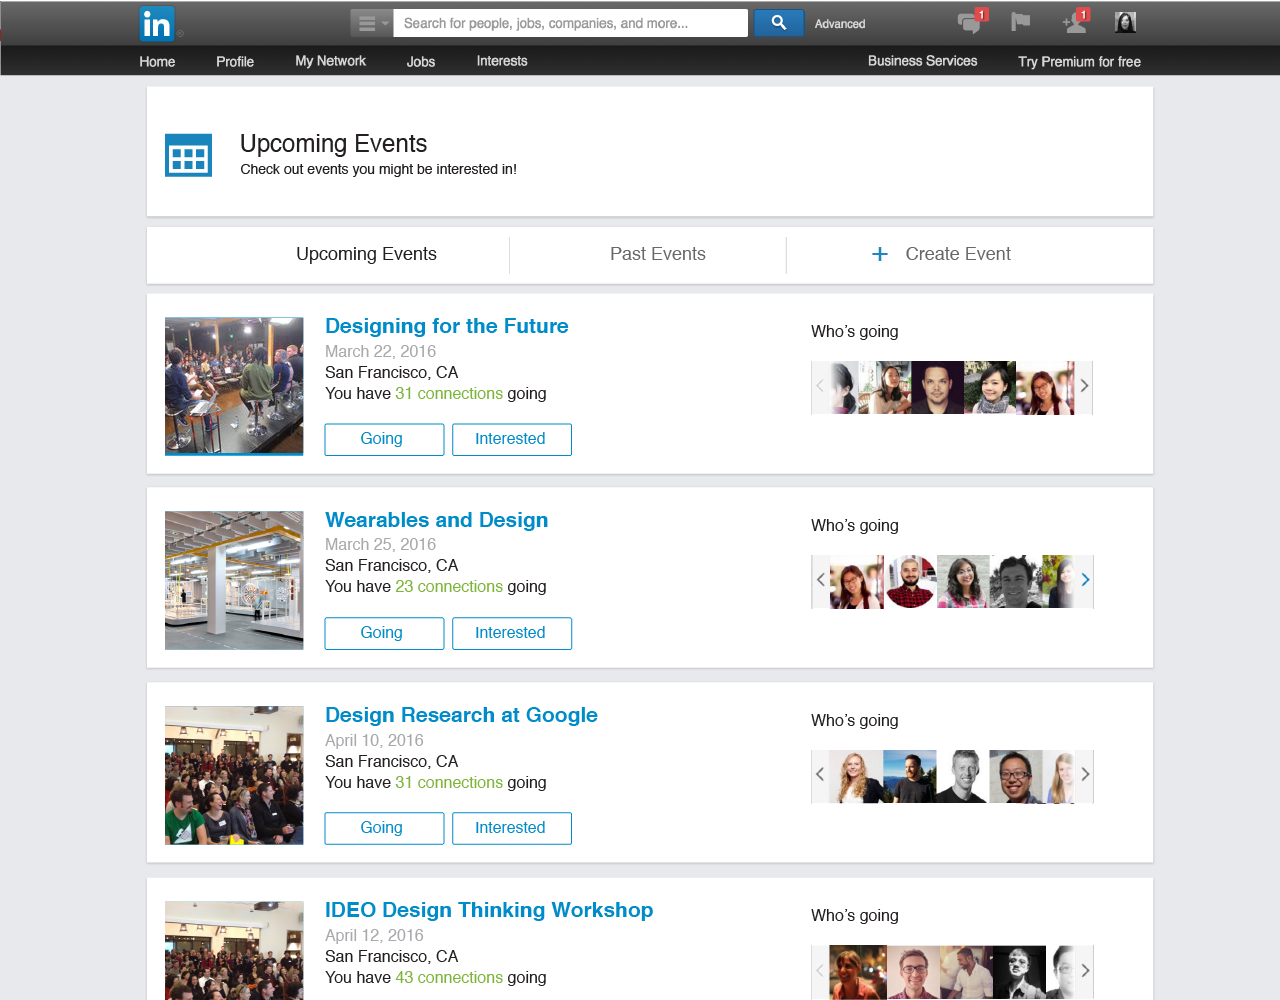 in ®
Search for people, jobs, companies, and more...
Advanced
1
1
Home Profile My Network Jobs Interests Business Services Try Premium for free
Upcoming Events
Check out events you might be interested in!
Upcoming Events Past Events + Create Event
Designing for the Future
March 22, 2016
San Francisco, CA
You have 31 connections going
Going Interested
Who’s going
Wearables and Design
March 25, 2016
San Francisco, CA
You have 23 connections going
Going Interested
Who’s going
Design Research at Google
April 10, 2016
San Francisco, CA
You have 31 connections going
Going Interested
Who’s going
IDEO Design Thinking Workshop
April 12, 2016
San Francisco, CA
You have 43 connections going
Who’s going